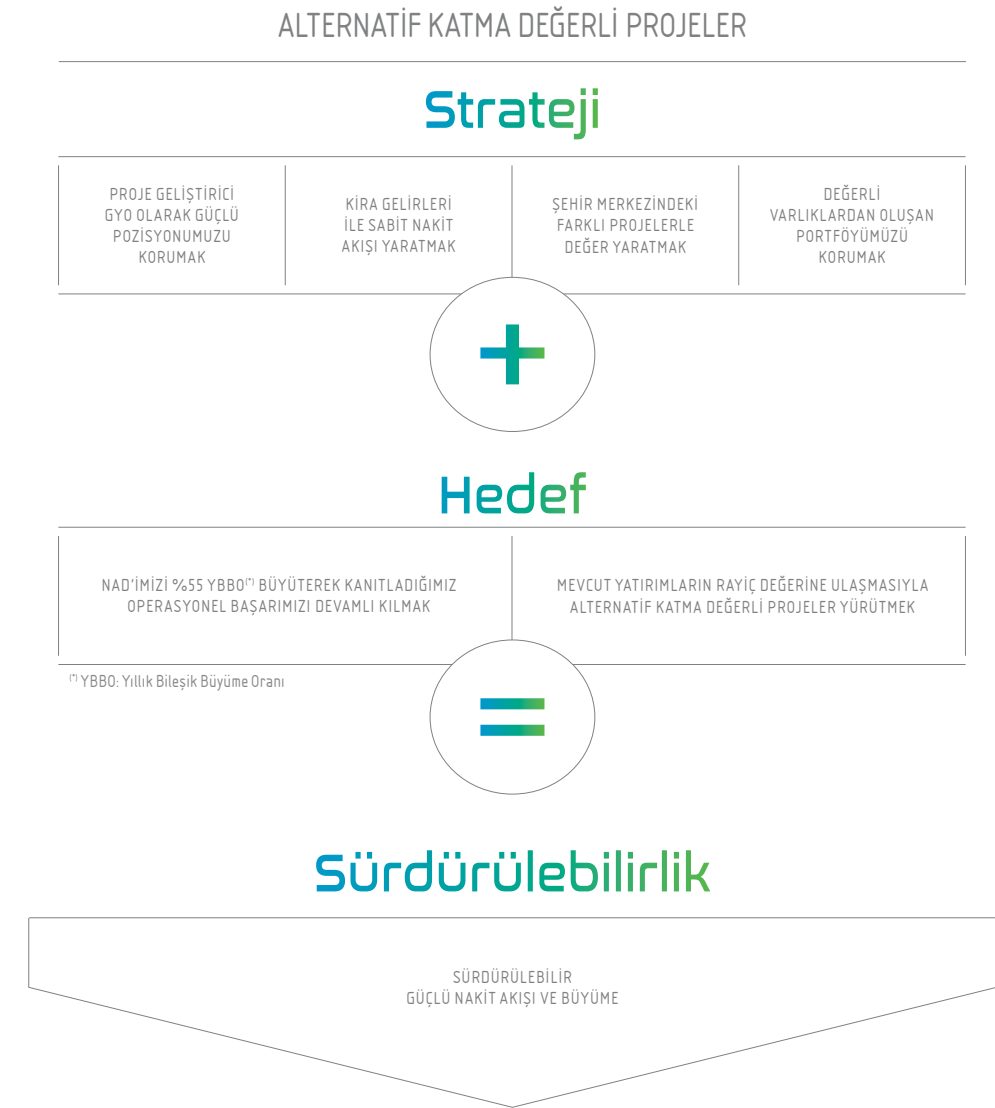 ALTERNATİF KATMA DEĞERLİ PROJELER
Strateji
PROJE GELİŞTİRİCİ
GYO OLARAK GÜÇLÜ
POZİSYONUMUZU
KORUMAK
KİRA GELİRLERİ
İLE SABİT NAKİT
AKIŞI YARATMAK
ŞEHİR MERKEZİNDEKİ
FARKLI PROJELERLE
DEĞER YARATMAK
DEĞERLİ
VARLIKLARDAN OLUŞAN
PORTFÖYÜMÜZÜ
KORUMAK
+
Hedef
NAD'İMİZİ %55 YBBO(*) BÜYÜTEREK KANITLADIĞIMIZ
OPERASYONEL BAŞARIMIZI DEVAMLI KILMAK
MEVCUT YATIRIMLARIN RAYİÇ DEĞERİNE ULAŞMASIYLA
ALTERNATİF KATMA DEĞERLİ PROJELER YÜRÜTMEK
(*) YBBO: Yıllık Bileşik Büyüme Oranı
=
Sürdürülebilirlik
SÜRDÜRÜLEBİLİR
GÜÇLÜ NAKİT AKIŞI VE BÜYÜME